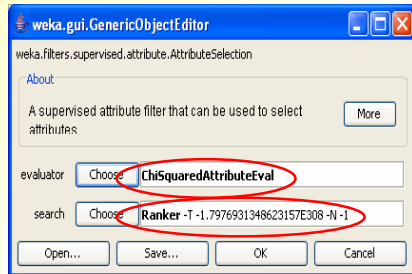 weka.gui.GenericObjectEditor
weka.filters.supervised.attribute.AttributeSelection
About
A supervised attribute filter that can be used to select
attributes
More
evaluator Choose ChiSquaredAttributeEval
search Choose Ranker -T -1.7976931348623157E308 -N -1
Open... Save... OK Cancel